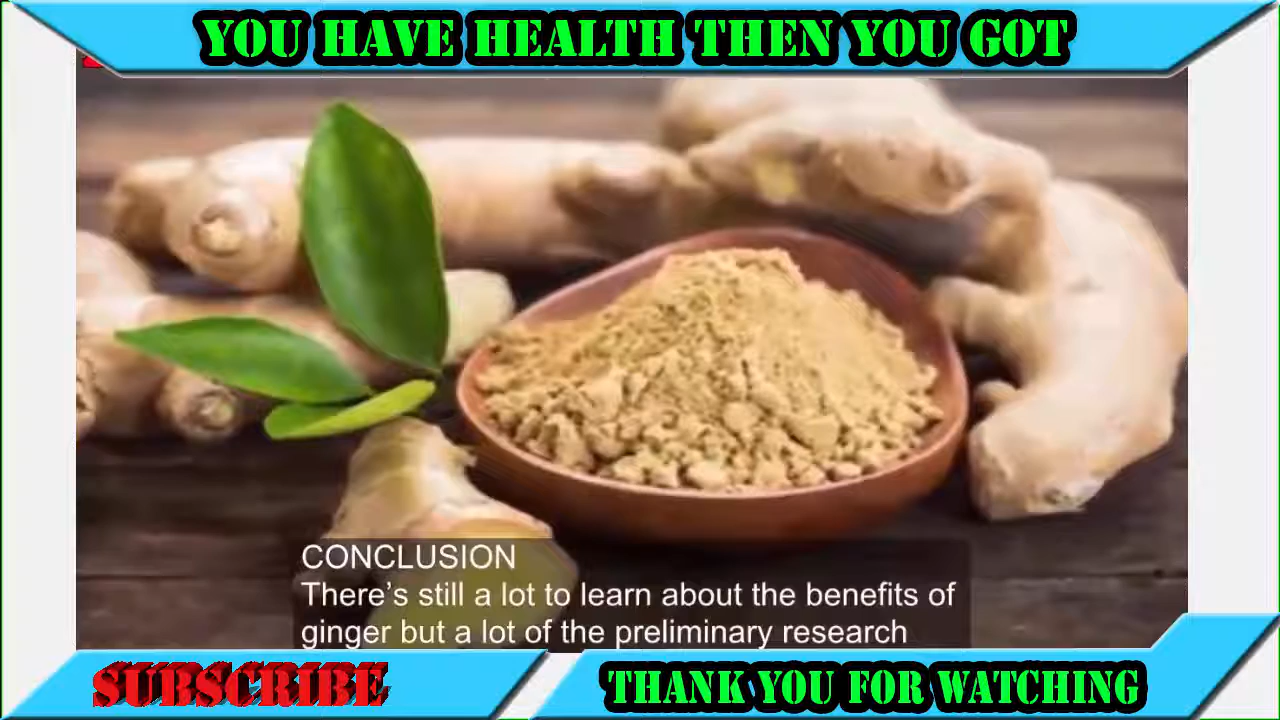 YOU HAVE HEALTH THEN YOU GOT
CONCLUSION
There’s still a lot to learn about the benefits of
ginger but a lot of the preliminary research
SUBSCRIBE
THANK YOU FOR WATCHING